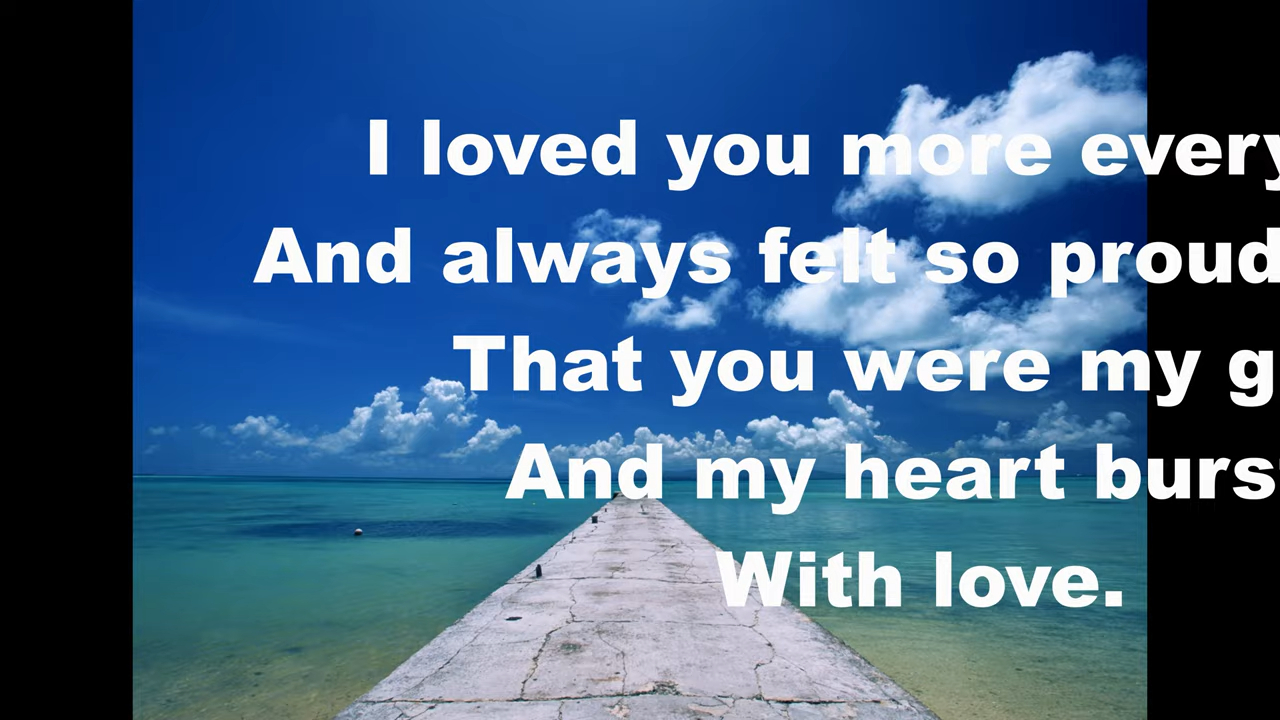 I loved you more every
And always felt so proud
That you were my g
And my heart burs
With love.